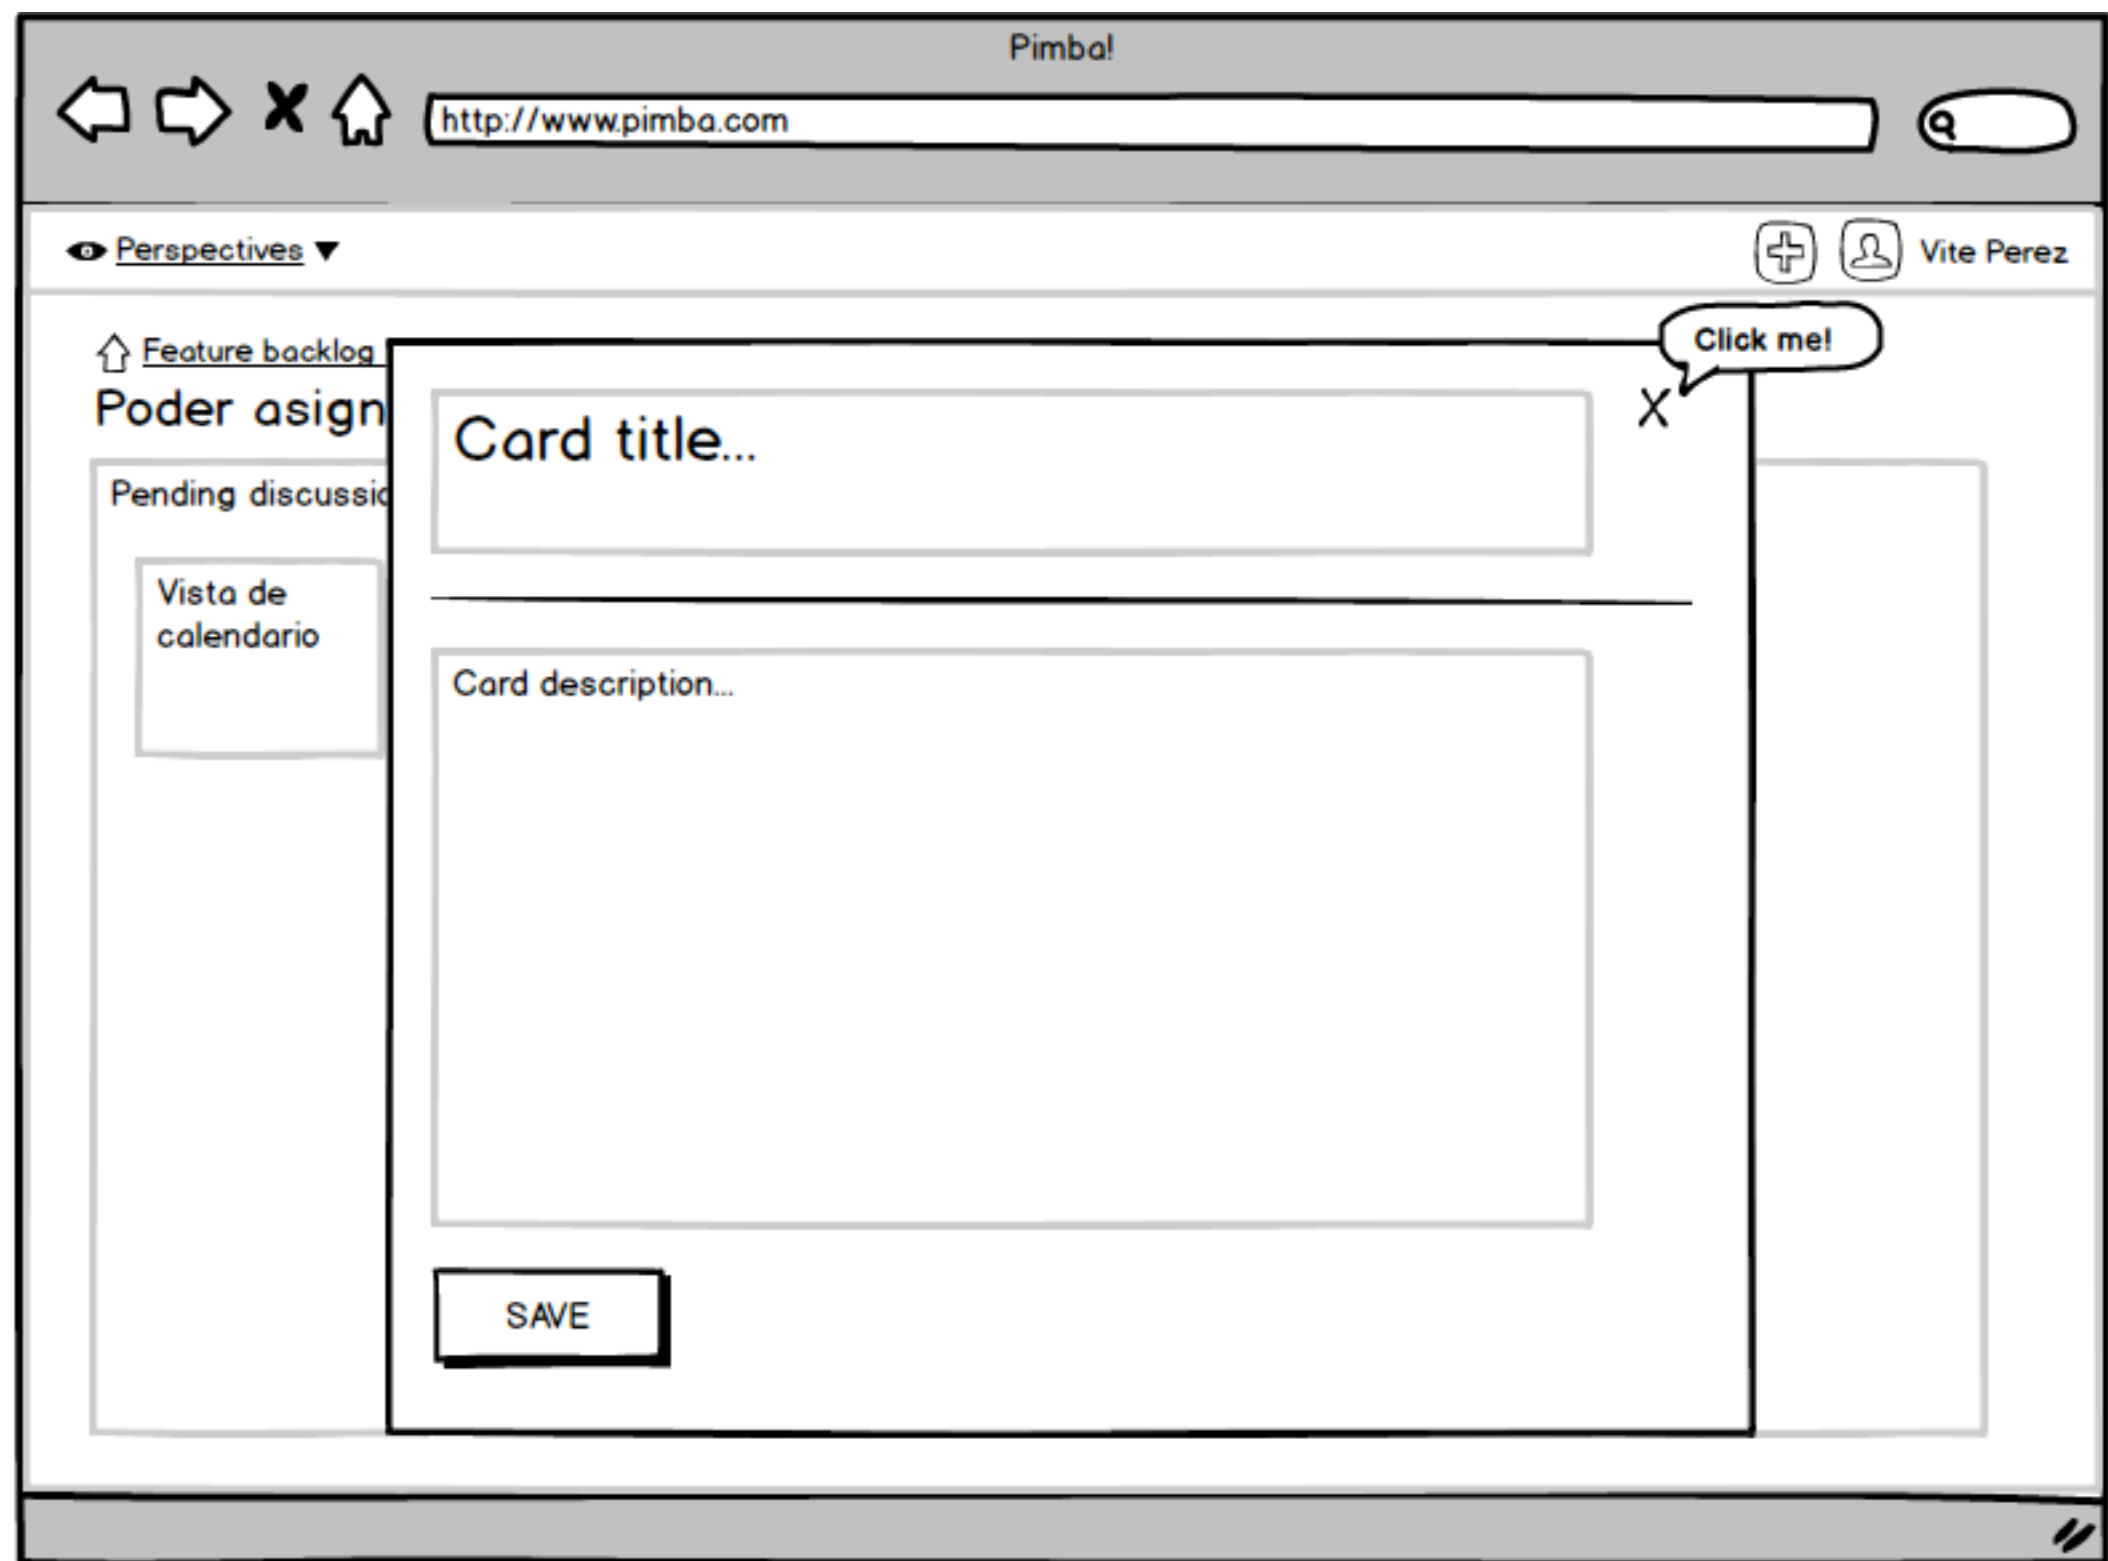 Pimba!
http://www.pimba.com
Perspectives
Vite Perez
Click me!
Feature backlog
Poder asign
Card title...
Pending
Vista de
calendario
Card description...
SAVE